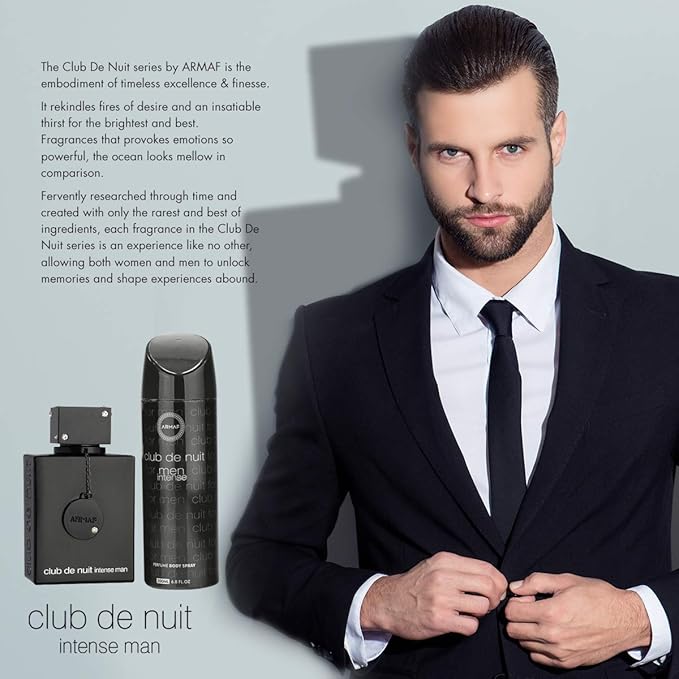 The Club De Nuit series by ARMAF is the
embodiment of timeless excellence & finesse.
It rekindles fires of desire and an insatiable
thirst for the brightest and best.
Fragrances that provokes emotions so
powerful, the ocean looks mellow in
comparison.
Fervently researched through time and
created with only the rarest and best of
ingredients, each fragrance in the Club De
Nuit series is an experience like no other,
allowing both women and men to unlock
memories and shape experiences abound.
ARMAF
club de nuit intense man
ARMAF
club de nuit
men
intense
PERFUME BODY SPRAY
200ML 6.8 FL.OZ
club de nuit
intense man